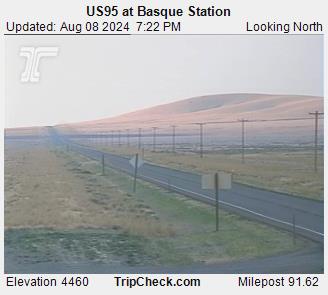 US95 at Basque Station
Updated: Aug 08 2024 7:22 PM Looking North
Elevation 4460 TripCheck.com Milepost 91.62